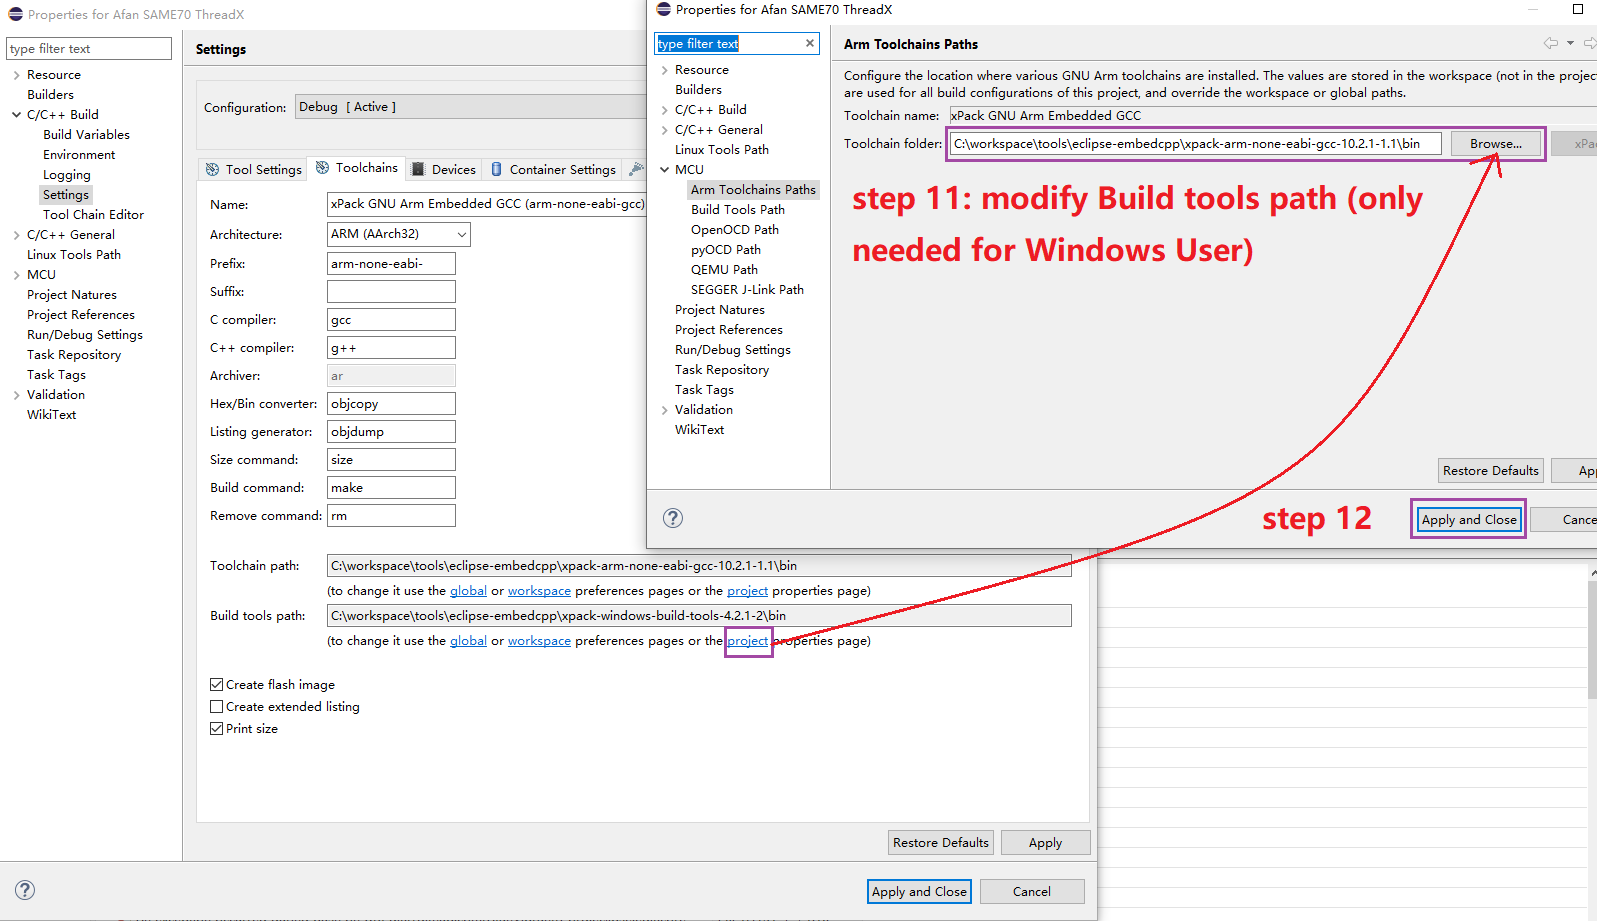 Properties for Afan SAME70 ThreadX
type filter text
Resource
Builders
C/C++ Build
Build Variables
Environment
Logging
Settings
Tool Chain Editor
C/C++ General
Linux Tools Path
MCU
Project Natures
Project References
Run/Debug Settings
Task Repository
Task Tags
Validation
WikiText
Settings
Configuration: Debug [ Active ]
Tool Settings Toolchains Devices Container Settings
Name: xPack GNU Arm Embedded GCC (arm-none-eabi-gcc)
Architecture: ARM (AArch32)
Prefix: arm-none-eabi-
Suffix:
C compiler: gcc
C++ compiler: g++
Archiver: ar
Hex/Bin converter: objcopy
Listing generator: objdump
Size command: size
Build command: make
Remove command: rm
Toolchain path: C:\workspace\tools\eclipse-embedcpp\xpack-arm-none-eabi-gcc-10.2.1-1.1\bin
(to change it use the global or workspace preferences pages or the project properties page)
Build tools path: C:\workspace\tools\eclipse-embedcpp\xpack-windows-build-tools-4.2.1-2\bin
(to change it use the global or workspace preferences pages or the project properties page)
Create flash image
Create extended listing
Print size
Restore Defaults Apply
Apply and Close Cancel
Properties for Afan SAME70 ThreadX
type filter text
Resource
Builders
C/C++ Build
C/C++ General
Linux Tools Path
MCU
Arm Toolchains Paths
Build Tools Path
OpenOCD Path
pyOCD Path
QEMU Path
SEGGER J-Link Path
Project Natures
Project References
Run/Debug Settings
Task Repository
Task Tags
Validation
WikiText
Arm Toolchains Paths
Configure the location where various GNU Arm toolchains are installed. The values are stored in the workspace (not in the projec
are used for all build configurations of this project, and override the workspace or global paths.
Toolchain name: xPack GNU Arm Embedded GCC
Toolchain folder: C:\workspace\tools\eclipse-embedcpp\xpack-arm-none-eabi-gcc-10.2.1-1.1\bin Browse... xPa
step 11: modify Build tools path (only
needed for Windows User)
Restore Defaults Ap
step 12
Apply and Close Cance